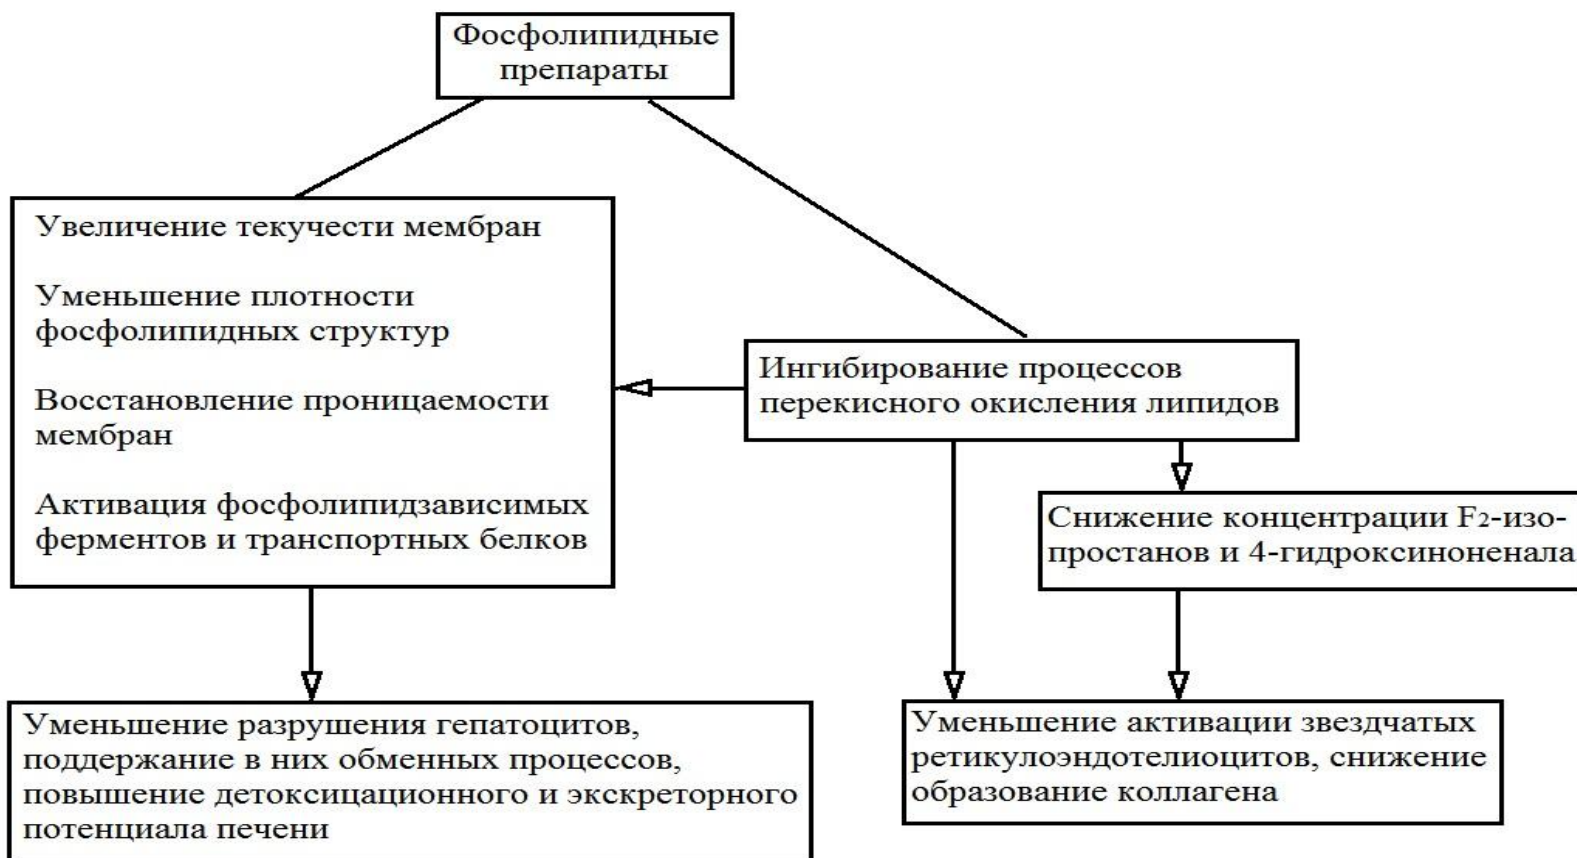 Фосфолипидные
препараты
Увеличение текучести мембран
Уменьшение плотности
фосфолипидных структур
Восстановление проницаемости
мембран
Активация фосфолипидзависимых
ферментов и транспортных белков
Ингибирование процессов
перекисного окисления липидов
Снижение концентрации F₂-изо-
простанов и 4-гидроксиноненала
Уменьшение разрушения гепатоцитов,
поддержание в них обменных процессов,
повышение детоксицационного и экскреторного
потенциала печени
Уменьшение активации звездчатых
ретикулоэндотелиоцитов, снижение
образование коллагена